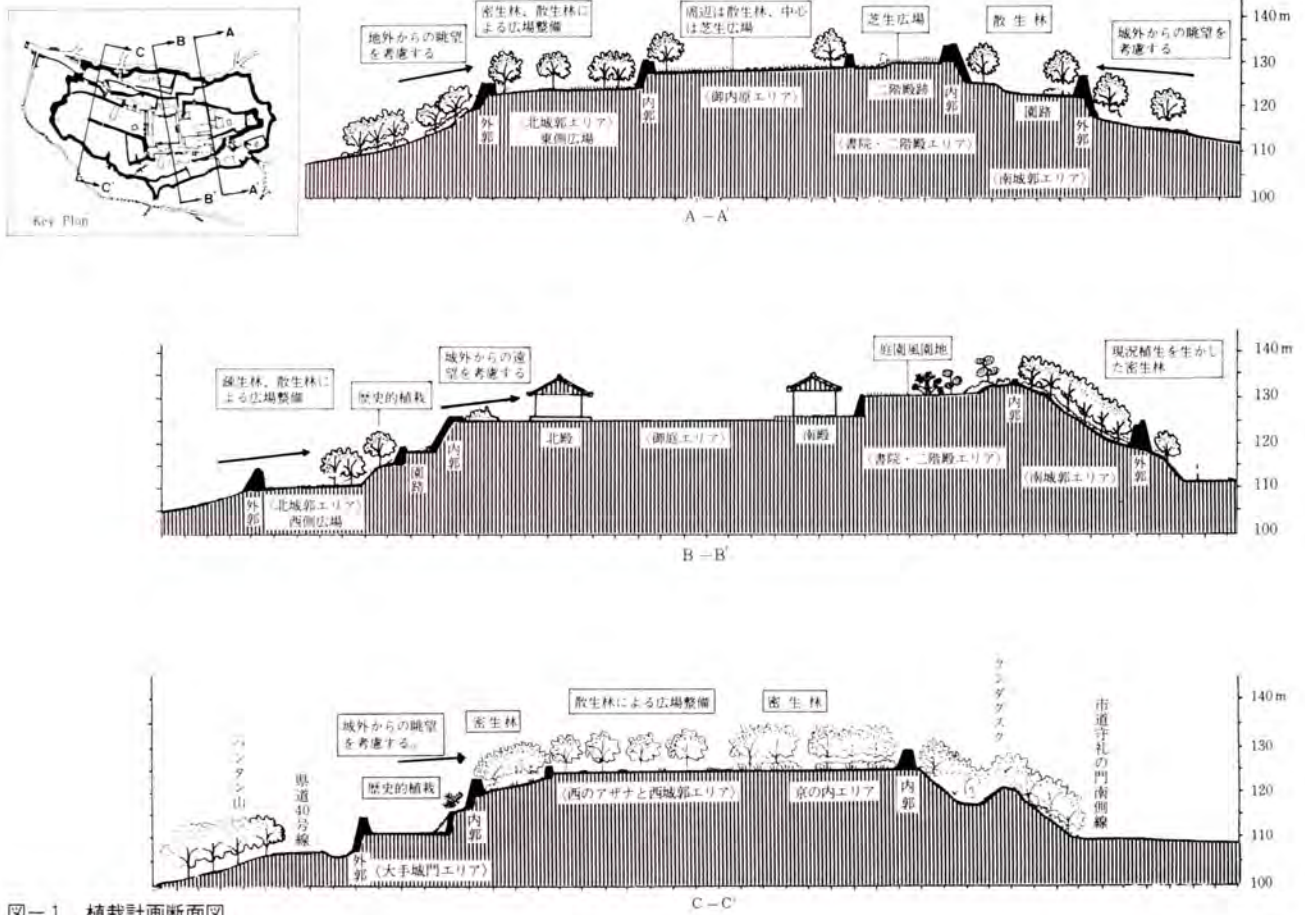 C
B
A
C'
B'
A'
Key Plan
地外からの眺望
を考慮する
密生林、散生林
による広場整備
周辺は散生林、中心
は芝生広場
芝生広場
散生林
城外からの眺望を
考慮する
140m
130
120
110
100
外郭
〈北城郭エリア〉
東側広場
内郭
〈御内原エリア〉
二階殿跡
〈書院・二階殿エリア〉
内郭
園路
〈南城郭エリア〉
外郭
A-A'
疎生林、散生林に
よる広場整備
歴史的植栽
城外からの遠
望を考慮する
庭園風園地
現況植生を生かし
た密生林
140m
130
120
110
100
外郭
〈北城郭エリア〉
西側広場
園路
内郭
北殿
〈御庭エリア〉
南殿
〈書院・二階殿エリア〉
内郭
〈南城郭エリア〉
外郭
B-B'
ハンタン山
県道40号線
城外からの眺望
を考慮する。
歴史的植栽
密生林
散生林による広場整備
密生林
市道守礼の門南側線
140m
130
120
110
100
外郭
〈大手城門エリア〉
内郭
〈西のアザナと西城郭エリア〉
京の内エリア
内郭
C-C'
図-1 植栽計画断面図